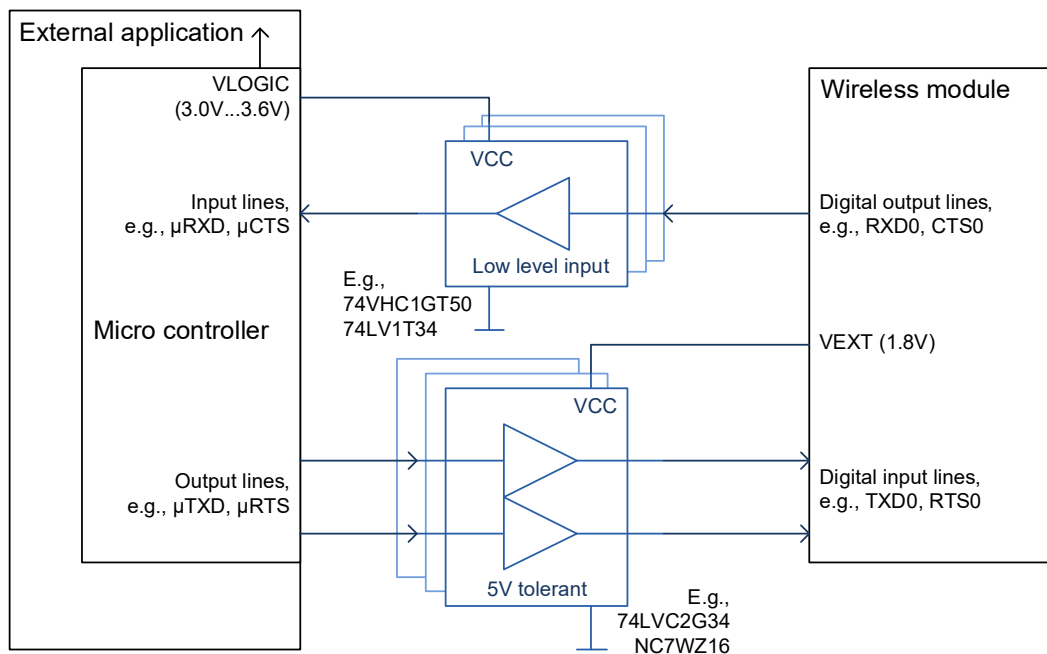 External application
VLOGIC
(3.0V...3.6V)
Wireless module
VCC
Input lines,
e.g., µRXD, µCTS
Digital output lines,
e.g., RXD0, CTS0
Low level input
E.g.,
74VHC1GT50
74LV1T34
Micro controller
VEXT (1.8V)
VCC
Output lines,
e.g., µTXD, µRTS
Digital input lines,
e.g., TXD0, RTS0
5V tolerant
E.g.,
74LVC2G34
NC7WZ16